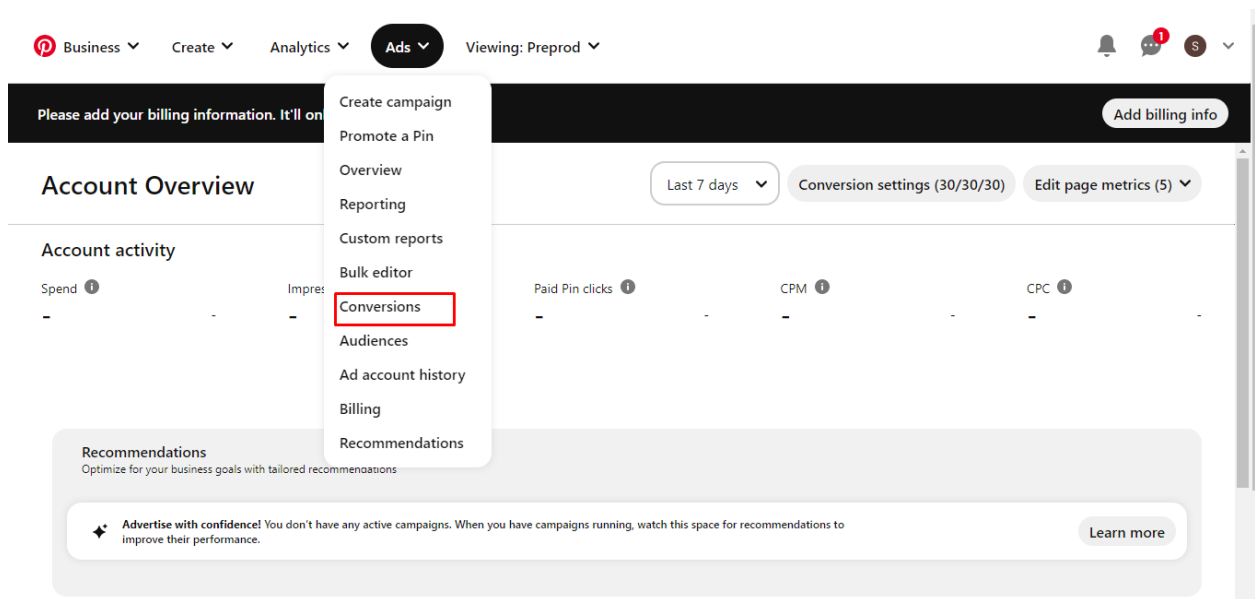 Business Create Analytics Ads Viewing: Preprod 1 S
Please add your billing information. It'll onl Add billing info
Create campaign
Promote a Pin
Overview
Reporting
Custom reports
Bulk editor
Conversions
Audiences
Ad account history
Billing
Recommendations
Account Overview Last 7 days Conversion settings (30/30/30) Edit page metrics (5)
Account activity
Spend Impres Paid Pin clicks CPM CPC
- - - - - - - - -
Recommendations
Optimize for your business goals with tailored recommendations
Advertise with confidence! You don't have any active campaigns. When you have campaigns running, watch this space for recommendations to
improve their performance.
Learn more